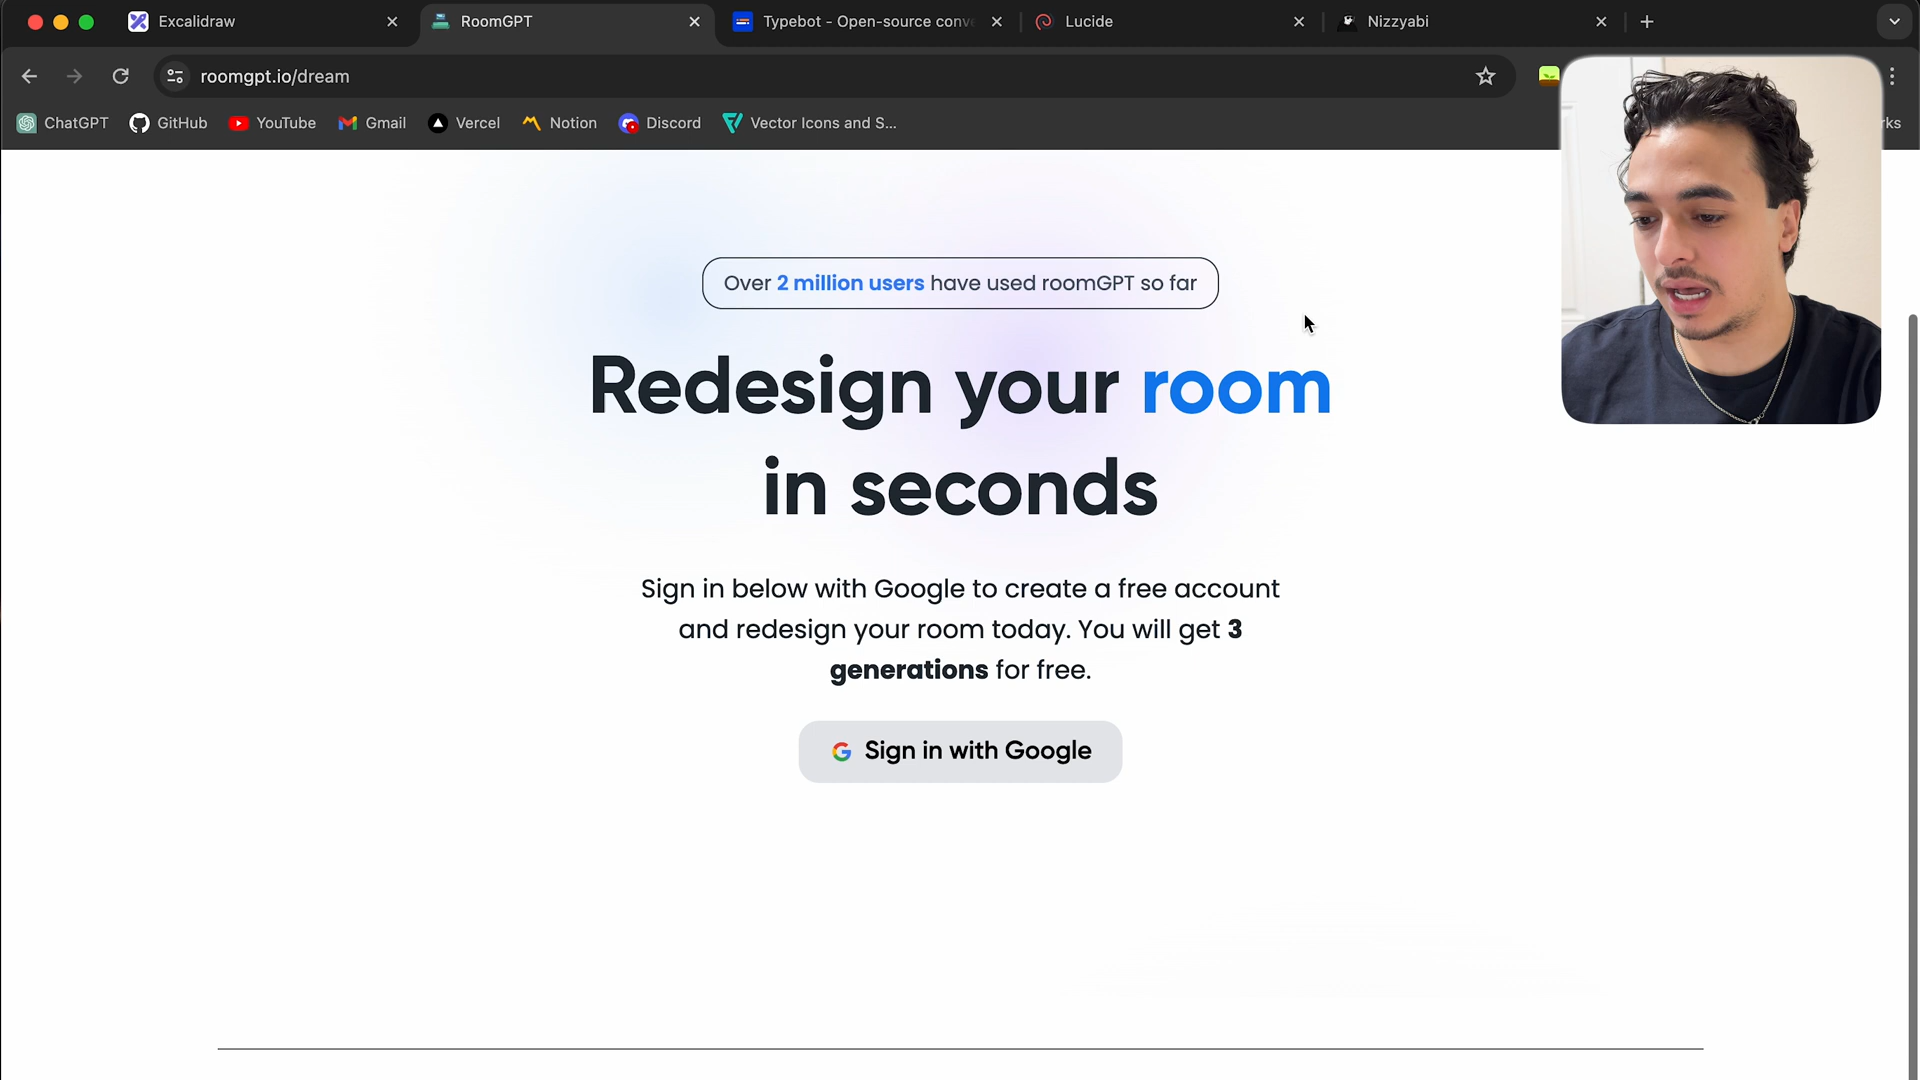 Excalidraw
RoomGPT
Typebot - Open-source conv
Lucide
Nizzyabi
roomgpt.io/dream
ChatGPT
GitHub
YouTube
Gmail
Vercel
Notion
Discord
Vector Icons and S...
rks
Over 2 million users have used roomGPT so far
Redesign your room
in seconds
Sign in below with Google to create a free account
and redesign your room today. You will get 3
generations for free.
Sign in with Google